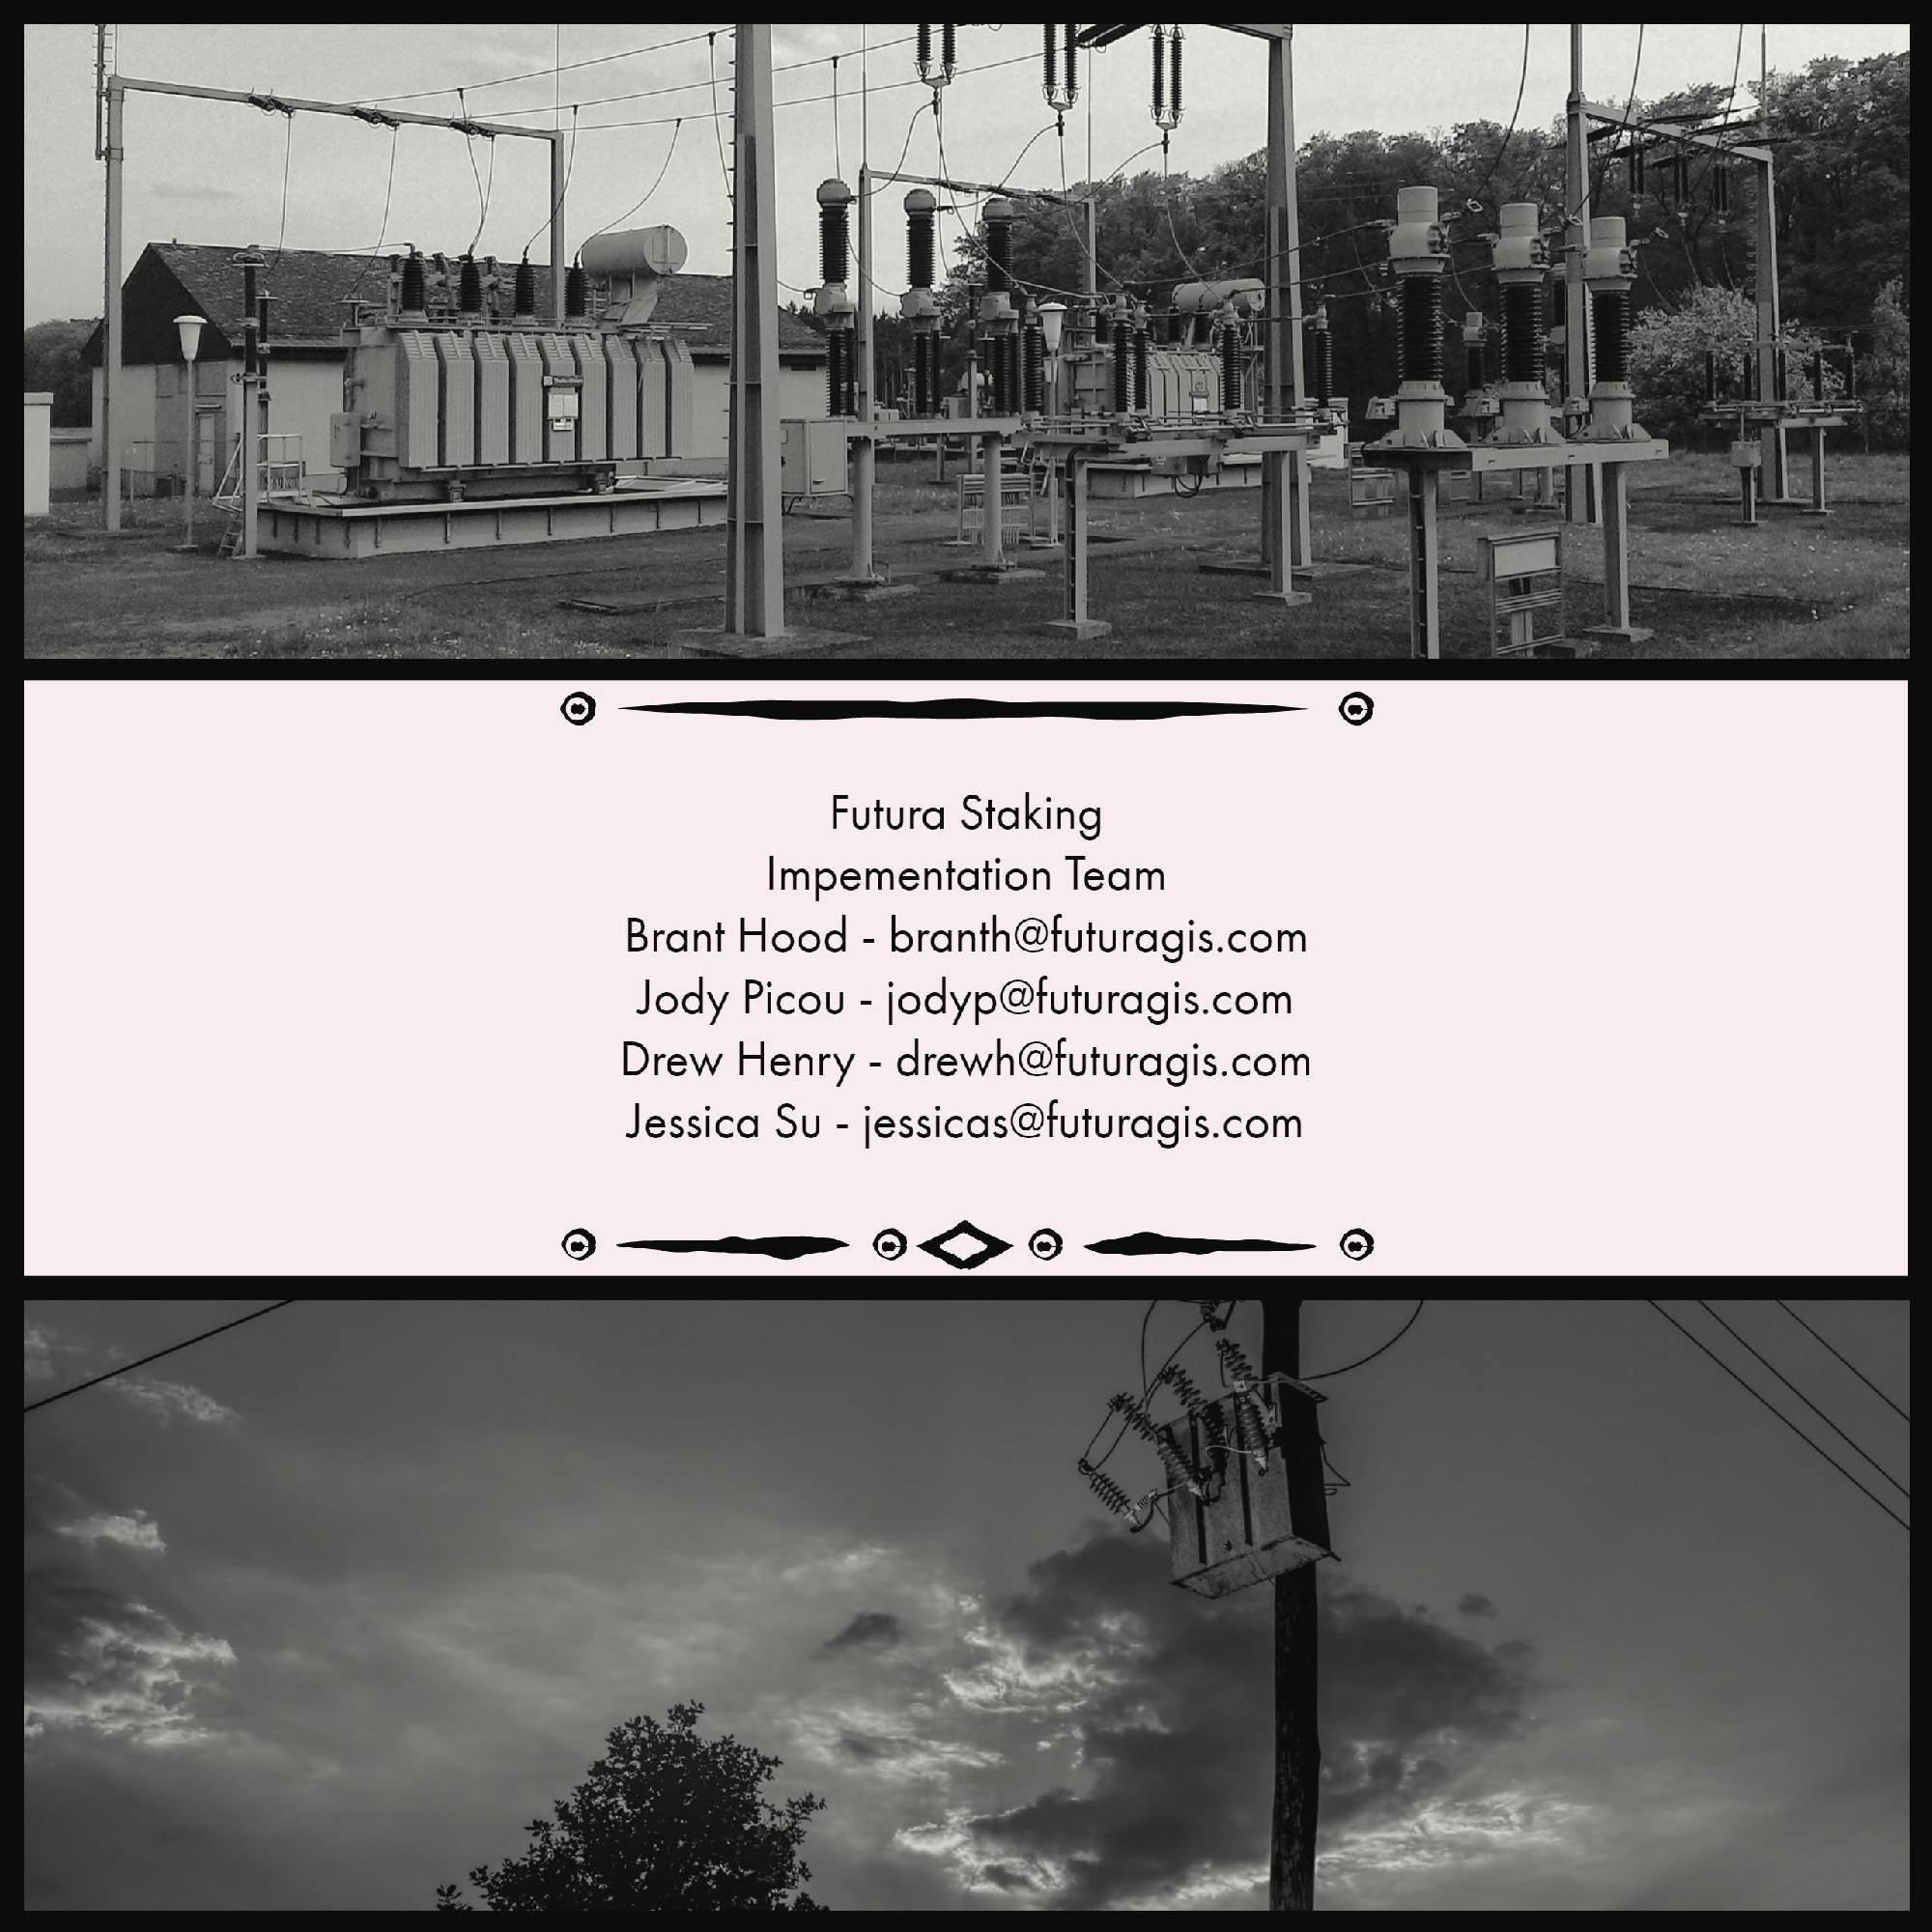 Futura Staking
Impementation Team
Brant Hood - branth@futuragis.com
Jody Picou - jodyp@futuragis.com
Drew Henry - drewh@futuragis.com
Jessica Su - jessicas@futuragis.com